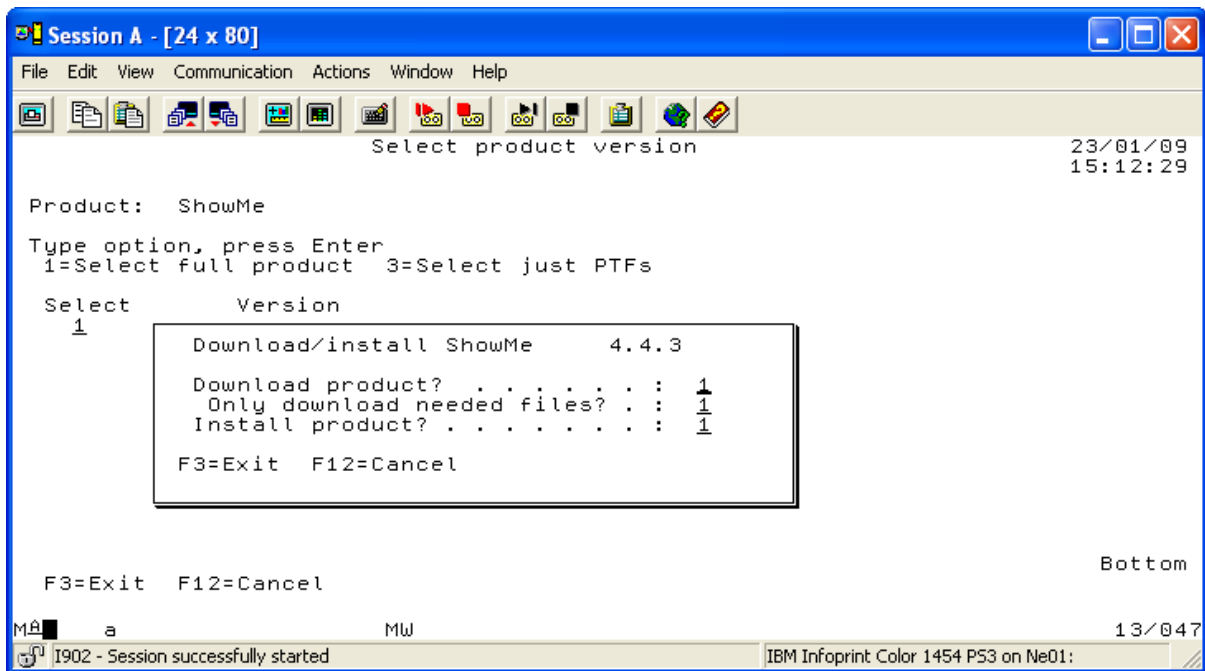 Session A - [24 x 80]
File Edit View Communication Actions Window Help
Select product version 23/01/09
15:12:29
Product: ShowMe
Type option, press Enter
1=Select full product 3=Select just PTFs
Select Version
1
Download/install ShowMe 4.4.3
Download product? . . . . . . : 1
Only download needed files? . : 1
Install product? . . . . . . . : 1
F3=Exit F12=Cancel
Bottom
F3=Exit F12=Cancel
MA a MW 13/047
I902 - Session successfully started IBM Infoprint Color 1454 PS3 on Ne01: